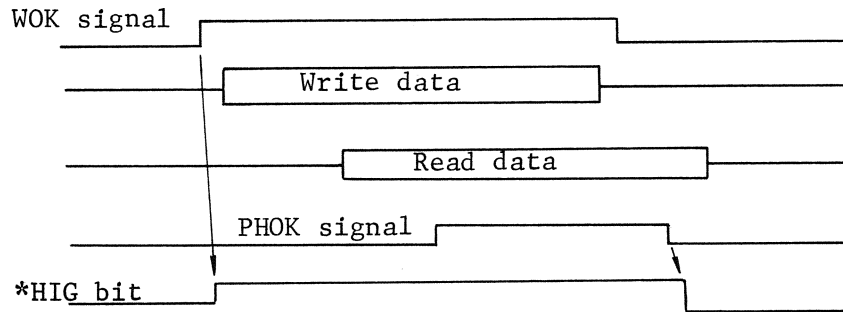 WOK signal
Write data
Read data
PHOK signal
*HIG bit